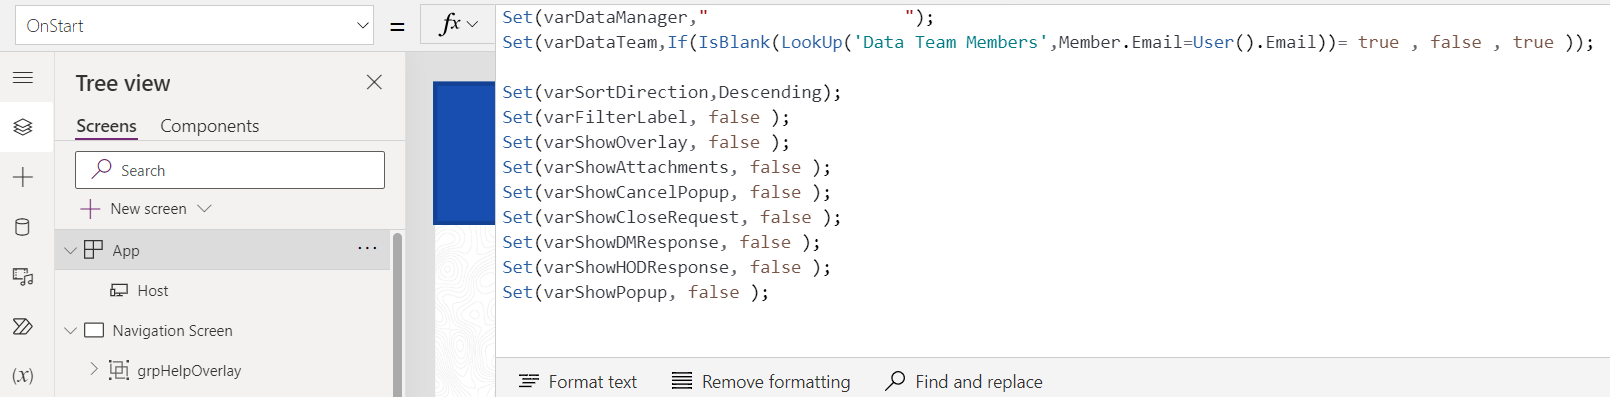 OnStart
=
fx
Set(varDataManager,"                    ");
Set(varDataTeam,If(IsBlank(LookUp('Data Team Members',Member.Email=User().Email))= true , false , true ));
Set(varSortDirection,Descending);
Set(varFilterLabel, false );
Set(varShowOverlay, false );
Set(varShowAttachments, false );
Set(varShowCancelPopup, false );
Set(varShowCloseRequest, false );
Set(varShowDMResponse, false );
Set(varShowHODResponse, false );
Set(varShowPopup, false );
Format text
Remove formatting
Find and replace
Tree view
Screens
Components
Search
New screen
App
...
Host
Navigation Screen
grpHelpOverlay
(x)